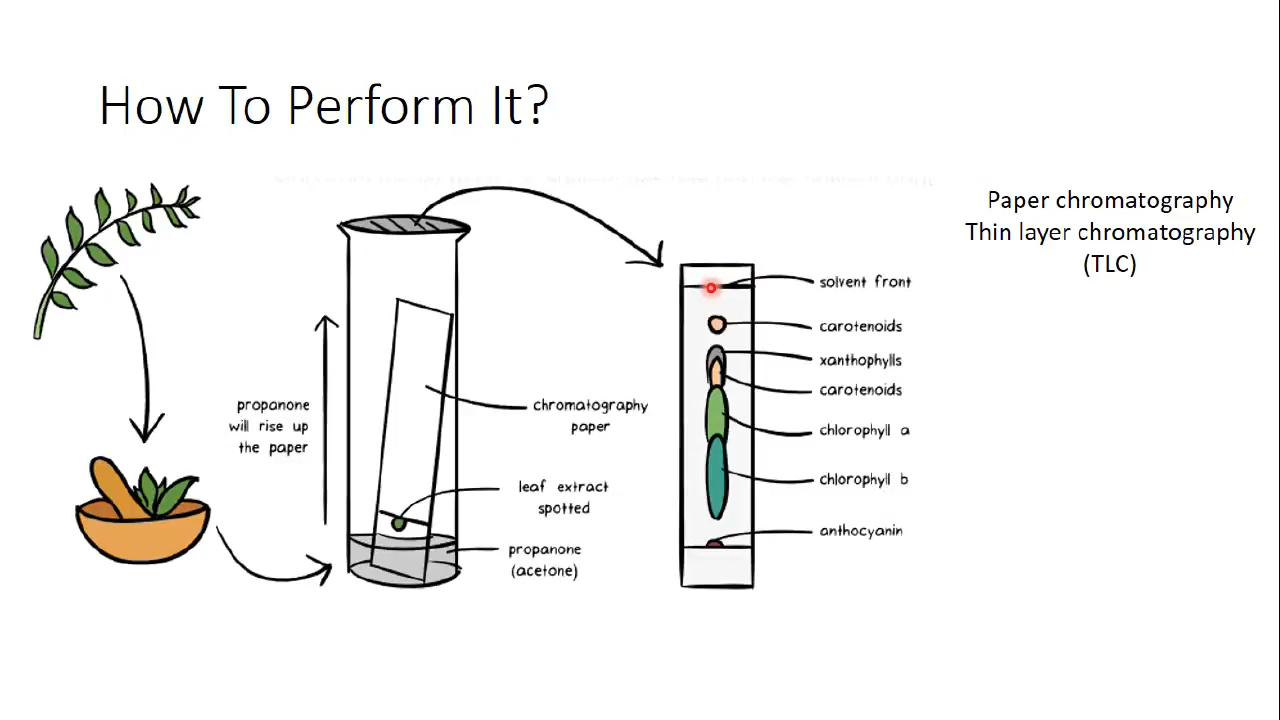 How To Perform It?
Paper chromatography
Thin layer chromatography
(TLC)
propanone
will rise up
the paper
chromatography
paper
leaf extract
spotted
propanone
(acetone)
solvent front
carotenoids
xanthophylls
carotenoids
chlorophyll a
chlorophyll b
anthocyanin